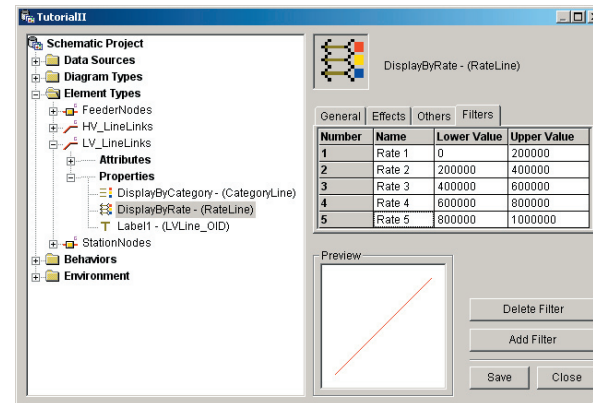 TutorialII
Schematic Project
Data Sources
Diagram Types
Element Types
FeederNodes
HV_LineLinks
LV_LineLinks
Attributes
Properties
DisplayByCategory - (CategoryLine)
DisplayByRate - (RateLine)
Label1 - (LVLine_OID)
StationNodes
Behaviors
Environment
DisplayByRate - (RateLine)
General Effects Others Filters
Number Name Lower Value Upper Value
1 Rate 1 0 200000
2 Rate 2 200000 400000
3 Rate 3 400000 600000
4 Rate 4 600000 800000
5 Rate 5 800000 1000000
Preview
Delete Filter
Add Filter
Save Close